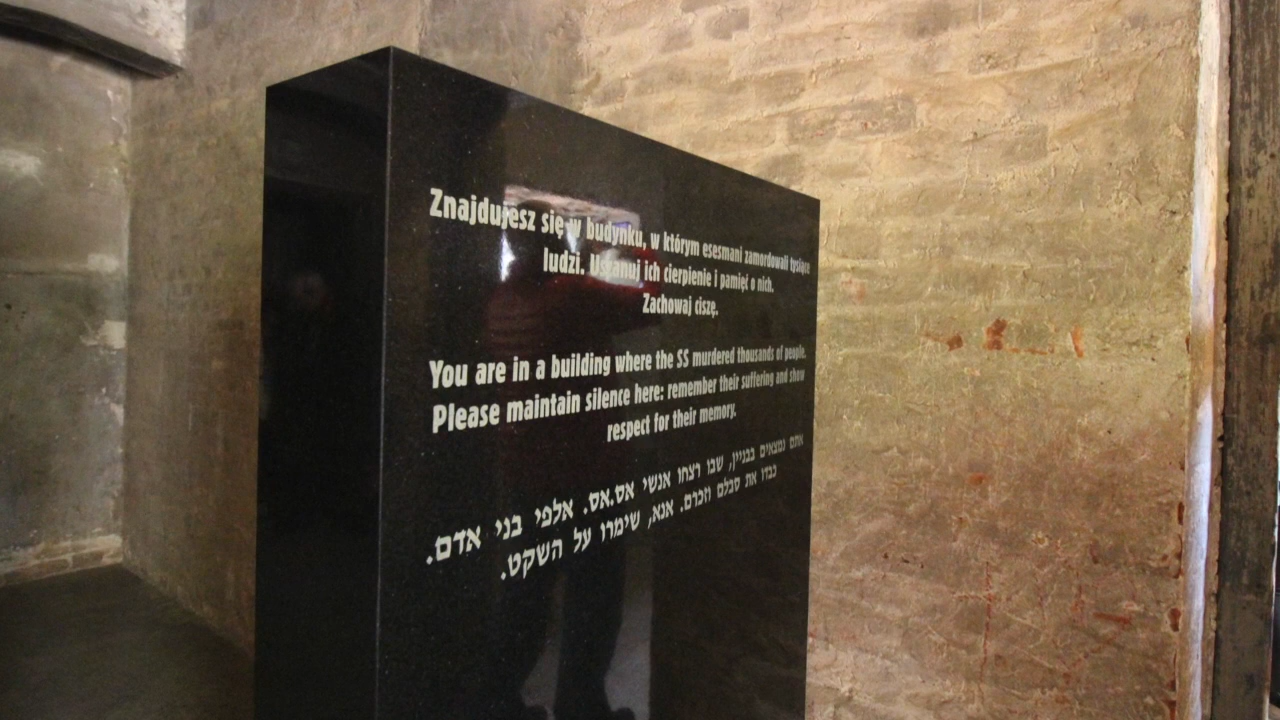 Znajdujesz się w budynku, w którym esesmani zamordowali tysiące
ludzi. Uszanuj ich cierpienie i pamięć o nich.
Zachowaj ciszę.
You are in a building where the SS murdered thousands of people.
Please maintain silence here: remember their suffering and show
respect for their memory.
אתם נמצאים בבניין, שבו רצחו אנשי אס.אס. אלפי בני אדם.
כבדו את סבלם וזכרם. אנא, שימרו על השקט.